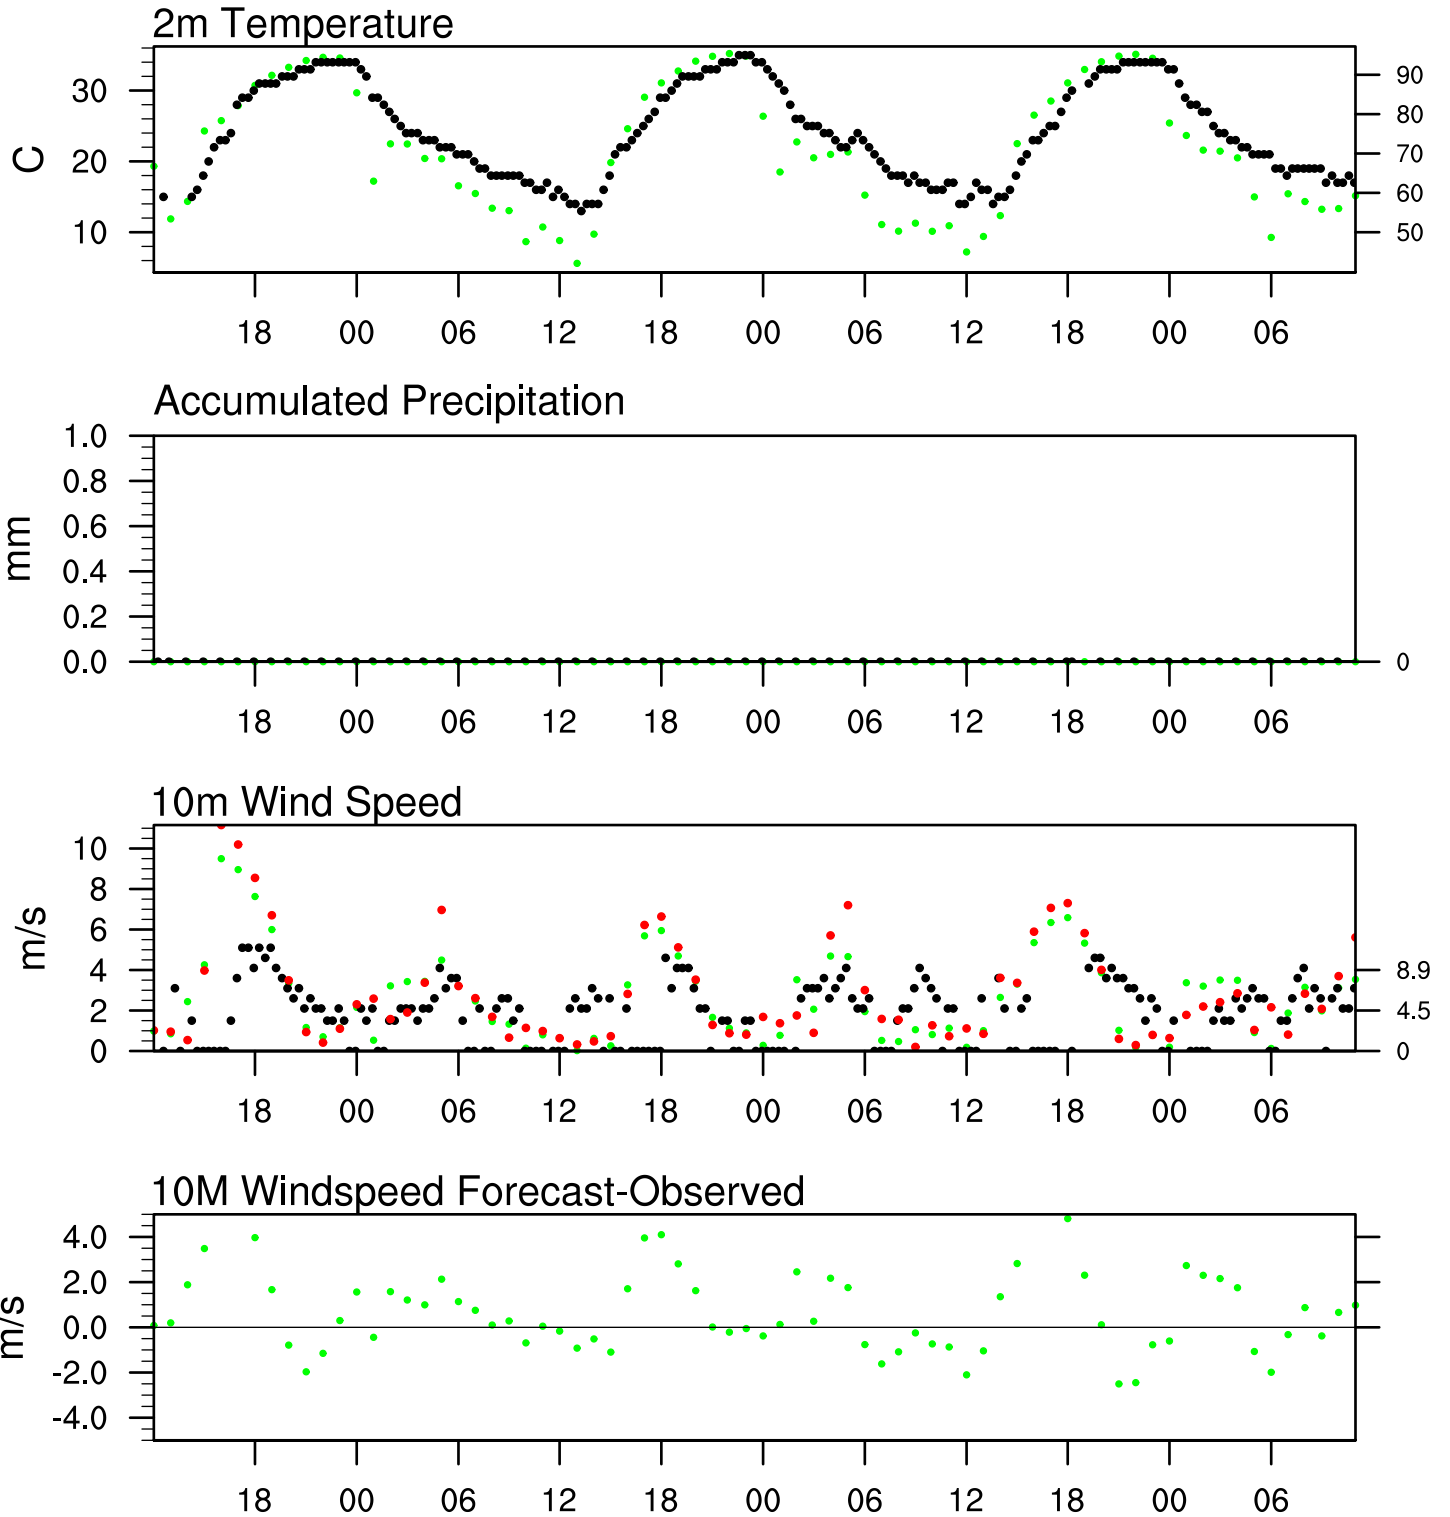 2m Temperature
C
30
20
10
90
80
70
60
50
18 00 06 12 18 00 06 12 18 00 06
Accumulated Precipitation
mm
1.0
0.8
0.6
0.4
0.2
0.0
0
18 00 06 12 18 00 06 12 18 00 06
10m Wind Speed
m/s
10
8
6
4
2
0
8.9
4.5
0
18 00 06 12 18 00 06 12 18 00 06
10M Windspeed Forecast-Observed
m/s
4.0
2.0
0.0
-2.0
-4.0
18 00 06 12 18 00 06 12 18 00 06